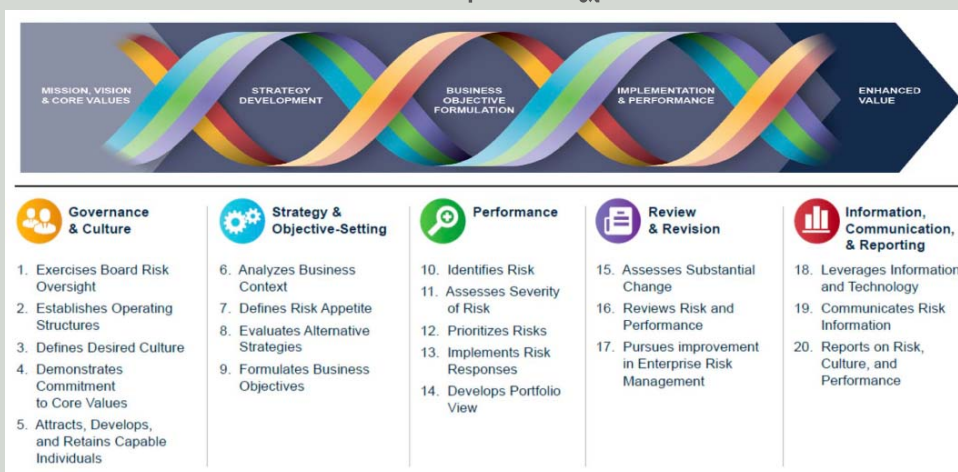 MISSION, VISION
& CORE VALUES
STRATEGY
DEVELOPMENT
BUSINESS
OBJECTIVE
FORMULATION
IMPLEMENTATION
& PERFORMANCE
ENHANCED
VALUE
Governance
& Culture
1. Exercises Board Risk
Oversight
2. Establishes Operating
Structures
3. Defines Desired Culture
4. Demonstrates
Commitment
to Core Values
5. Attracts, Develops,
and Retains Capable
Individuals
Strategy &
Objective-Setting
6. Analyzes Business
Context
7. Defines Risk Appetite
8. Evaluates Alternative
Strategies
9. Formulates Business
Objectives
Performance
10. Identifies Risk
11. Assesses Severity
of Risk
12. Prioritizes Risks
13. Implements Risk
Responses
14. Develops Portfolio
View
Review
& Revision
15. Assesses Substantial
Change
16. Reviews Risk and
Performance
17. Pursues improvement
in Enterprise Risk
Management
Information,
Communication,
& Reporting
18. Leverages Information
and Technology
19. Communicates Risk
Information
20. Reports on Risk,
Culture, and
Performance